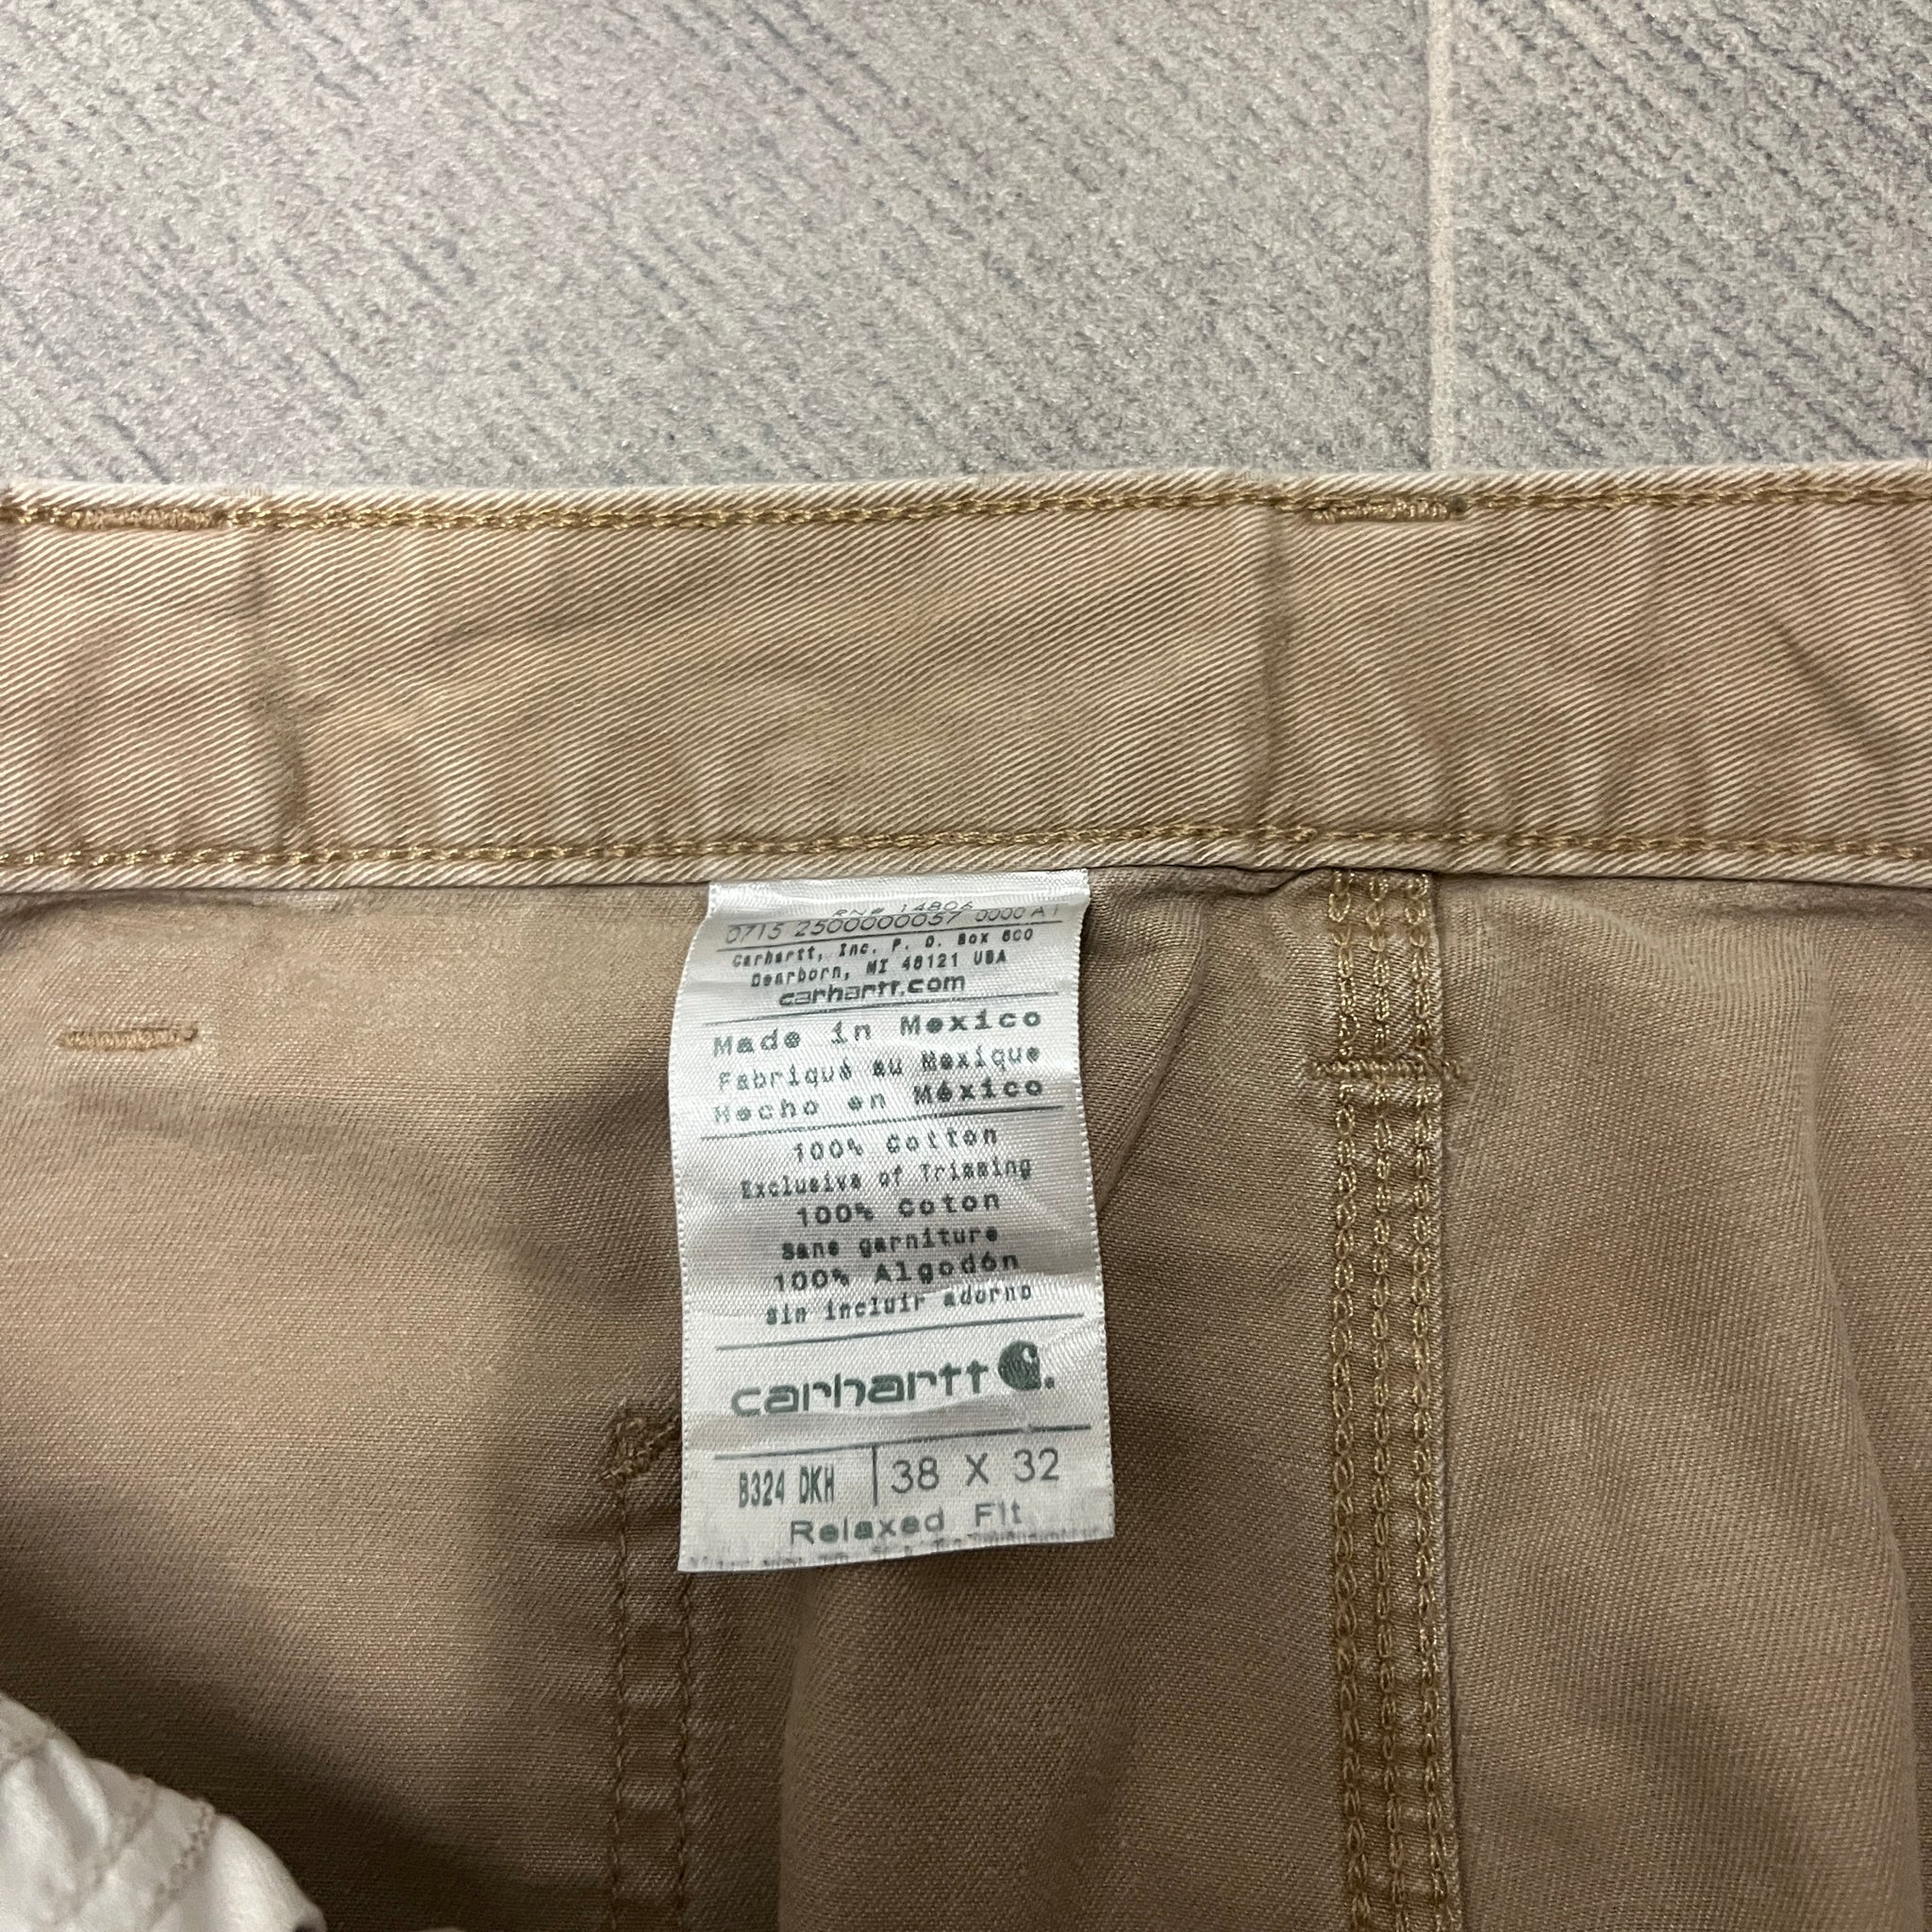 RN# 14806
0715 2500000057 0000 A1
Carhartt, Inc. P. O. Box 600
Dearborn, MI 48121 USA
carhartt.com
Made in Mexico
Fabriqué au Mexique
Hecho en México
100% Cotton
Exclusive of Trimming
100% Coton
Sans garniture
100% Algodón
Sin incluir adorno
carhartt
B324 DKH 38 X 32
Relaxed Fit